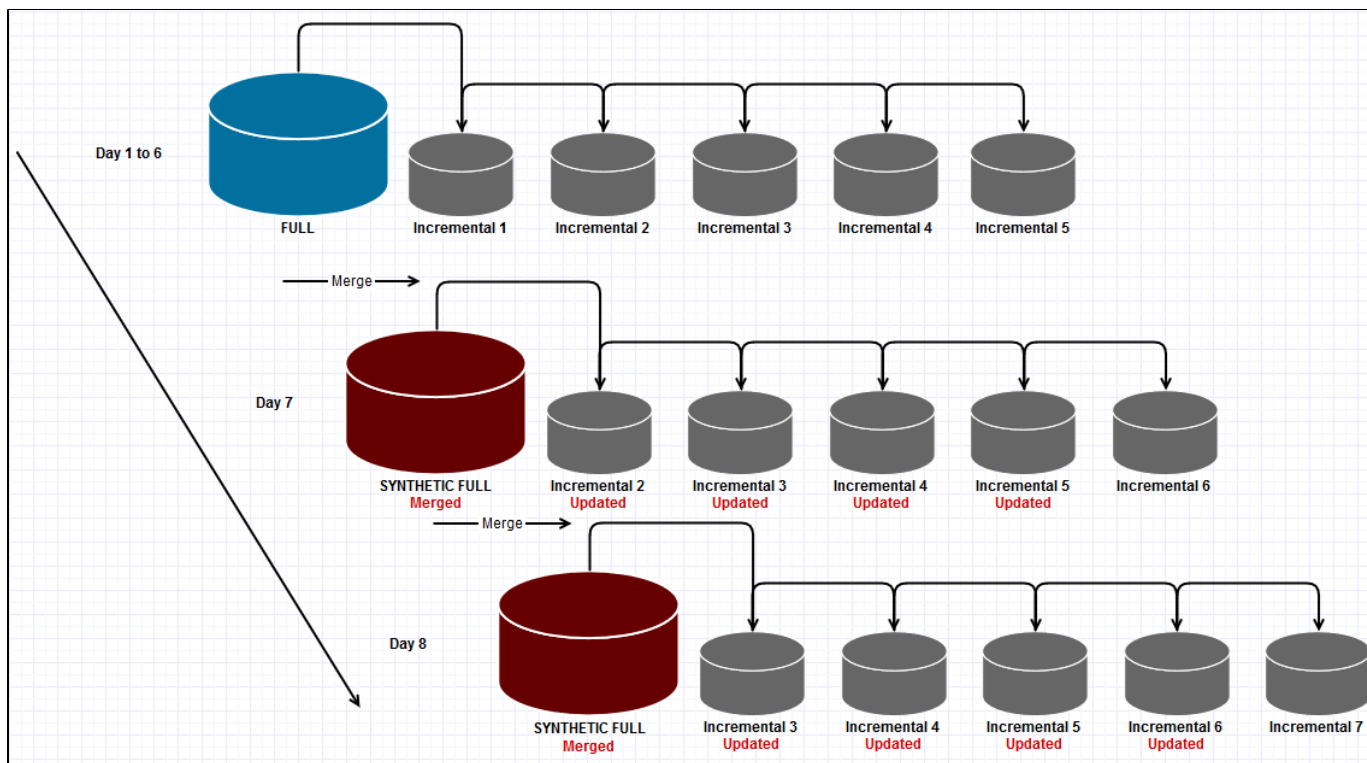 Day 1 to 6
FULL
Incremental 1
Incremental 2
Incremental 3
Incremental 4
Incremental 5
Merge
Day 7
SYNTHETIC FULL
Merged
Incremental 2
Updated
Incremental 3
Updated
Incremental 4
Updated
Incremental 5
Updated
Incremental 6
Merge
Day 8
SYNTHETIC FULL
Merged
Incremental 3
Updated
Incremental 4
Updated
Incremental 5
Updated
Incremental 6
Updated
Incremental 7